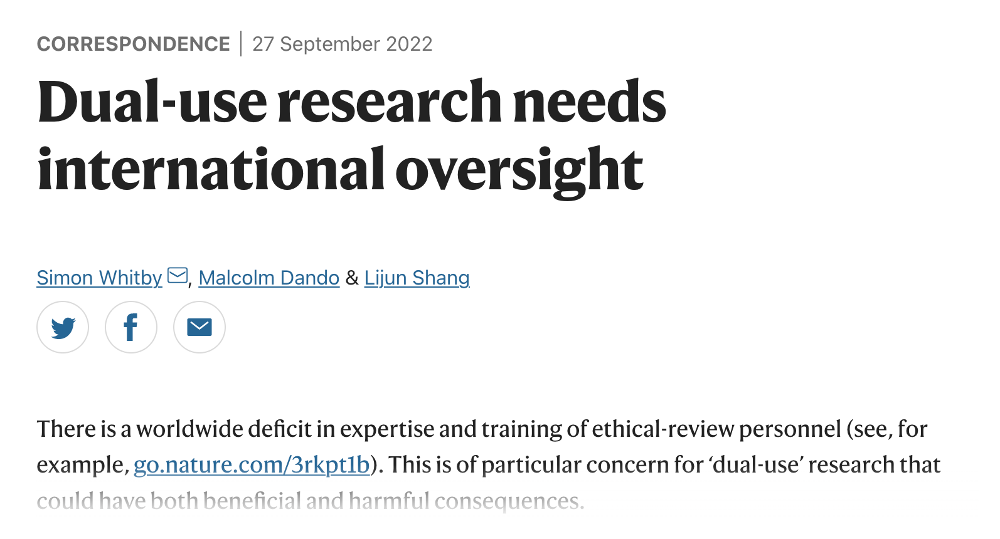 CORRESPONDENCE | 27 September 2022
Dual-use research needs
international oversight
Simon Whitby, Malcolm Dando & Lijun Shang
There is a worldwide deficit in expertise and training of ethical-review personnel (see, for
example, go.nature.com/3rkpt1b). This is of particular concern for ‘dual-use’ research that
could have both beneficial and harmful consequences.